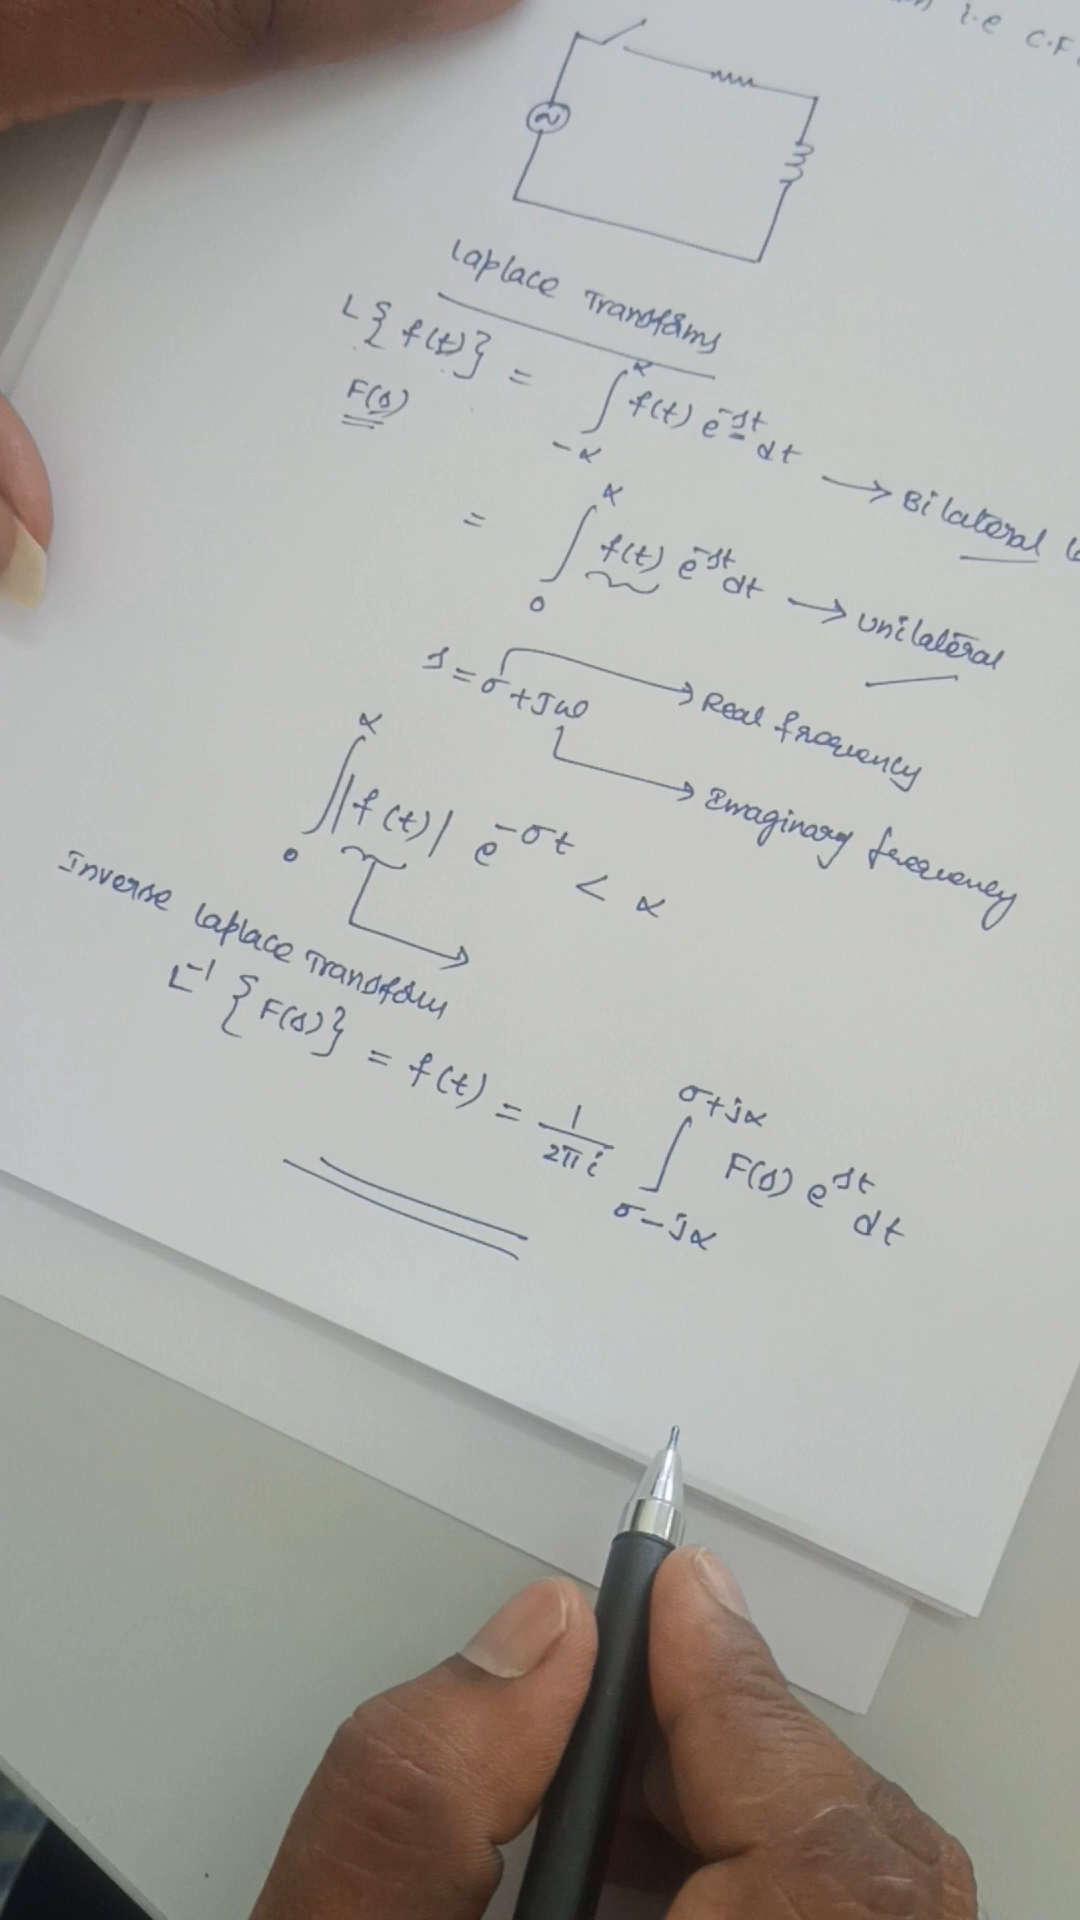 i.e C.F
~
Laplace Transforms
L{f(t)} = ∫_{-∝}^{∝} f(t) e^{-st} dt → Bilateral
F(s)
= ∫_{0}^{∝} f(t) e^{-st} dt → unilateral
s = σ + Jω
→ Real frequency
→ Imaginary frequency
∫_{0}^{∝} |f(t)| e^{-σt} < ∝
Inverse Laplace Transform
L^{-1} {F(s)} = f(t) = 1/2πi ∫_{σ-j∝}^{σ+j∝} F(s) e^{st} dt